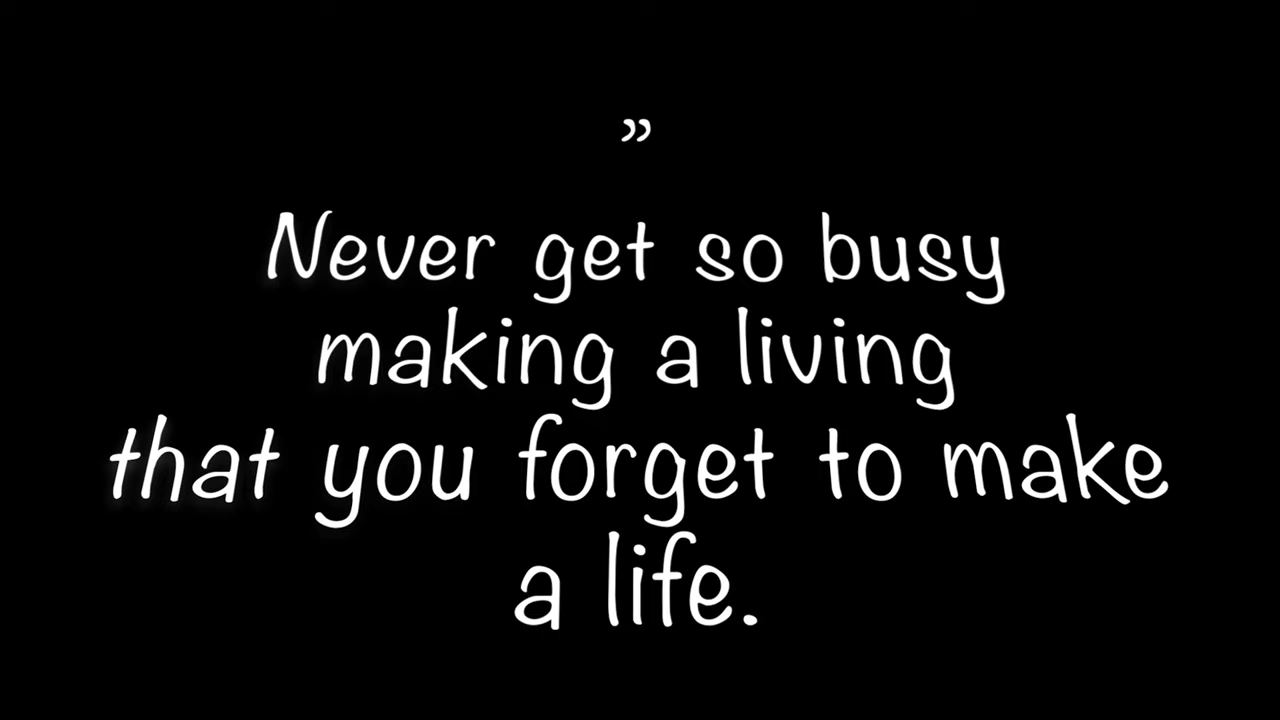 ”
Never get so busy
making a living
that you forget to make
a life.